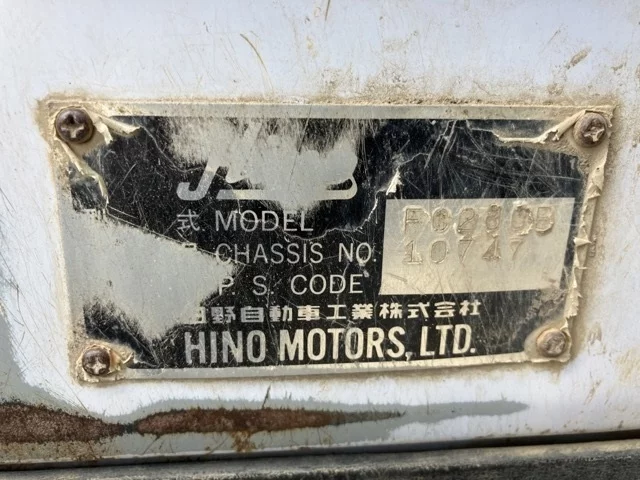 式 MODEL
CHASSIS NO. 10747
P. S. CODE
日野自動車工業株式会社
HINO MOTORS, LTD.